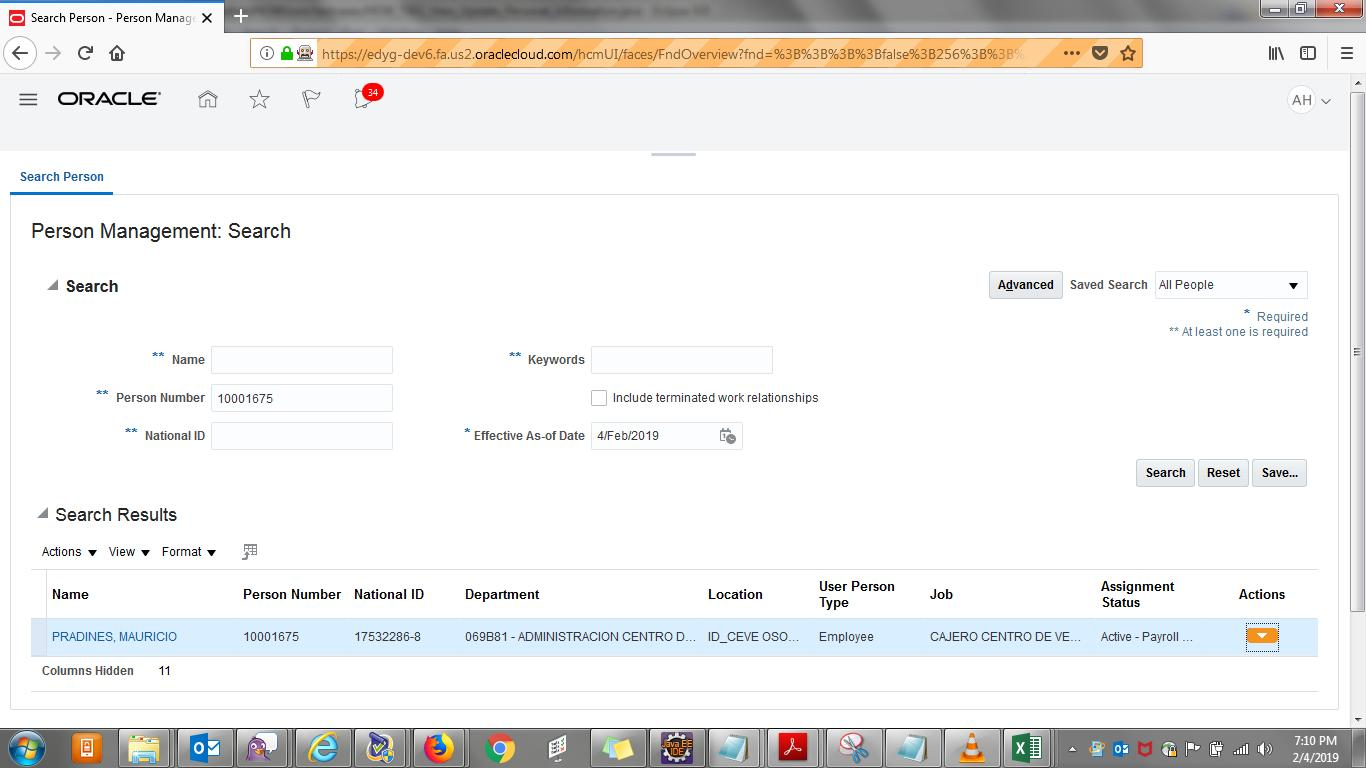 Search Person - Person Manage
https://edyg-dev6.fa.us2.oraclecloud.com/hcmUI/faces/FndOverview?fnd=%3B%3B%3B%3Bfalse%3B256%3B%3B%
ORACLE
34
AH
Search Person
Person Management: Search
Search
Advanced Saved Search All People
* Required
** At least one is required
** Name ** Keywords
** Person Number 10001675 Include terminated work relationships
** National ID * Effective As-of Date 4/Feb/2019
Search Reset Save...
Search Results
Actions View Format
Name Person Number National ID Department Location User Person Type Job Assignment Status Actions
PRADINES, MAURICIO 10001675 17532286-8 069B81 - ADMINISTRACION CENTRO D... ID_CEVE OSO... Employee CAJERO CENTRO DE VE... Active - Payroll ...
Columns Hidden 11
Java EE
IDE
7:10 PM
2/4/2019